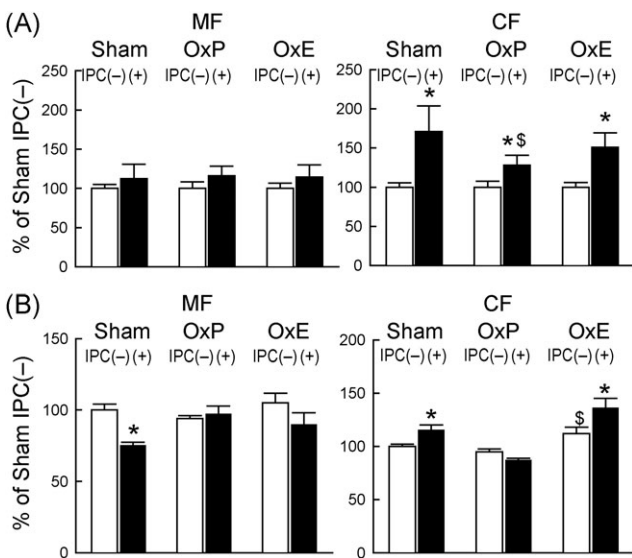 (A)
MF
CF
Sham OxP OxE
Sham OxP OxE
IPC(–) (+) IPC(–) (+) IPC(–) (+)
IPC(–) (+) IPC(–) (+) IPC(–) (+)
% of Sham IPC(–)
250
200
150
100
50
0
250
200
150
100
50
0
*
* $
*
(B)
MF
CF
Sham OxP OxE
Sham OxP OxE
IPC(–) (+) IPC(–) (+) IPC(–) (+)
IPC(–) (+) IPC(–) (+) IPC(–) (+)
% of Sham IPC(–)
150
100
50
0
200
150
100
50
0
*
*
$
*